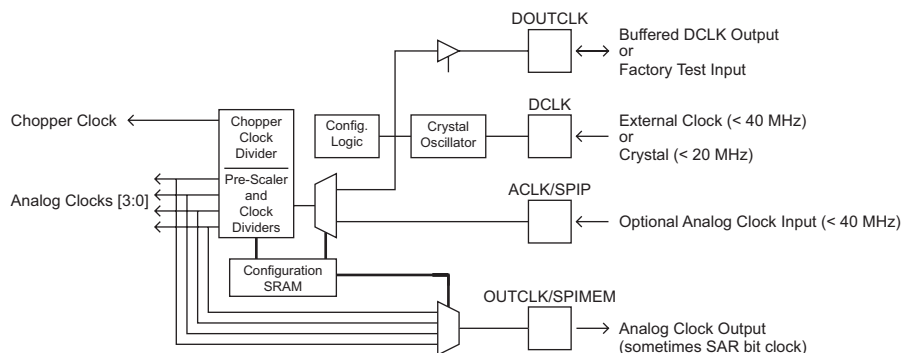 DOUTCLK
Buffered DCLK Output
or
Factory Test Input
DCLK
External Clock (< 40 MHz)
or
Crystal (< 20 MHz)
Chopper Clock
Chopper
Clock
Divider
Config.
Logic
Crystal
Oscillator
Pre-Scaler
and
Clock
Dividers
Analog Clocks [3:0]
ACLK/SPIP
Optional Analog Clock Input (< 40 MHz)
Configuration
SRAM
OUTCLK/SPIMEM
Analog Clock Output
(sometimes SAR bit clock)